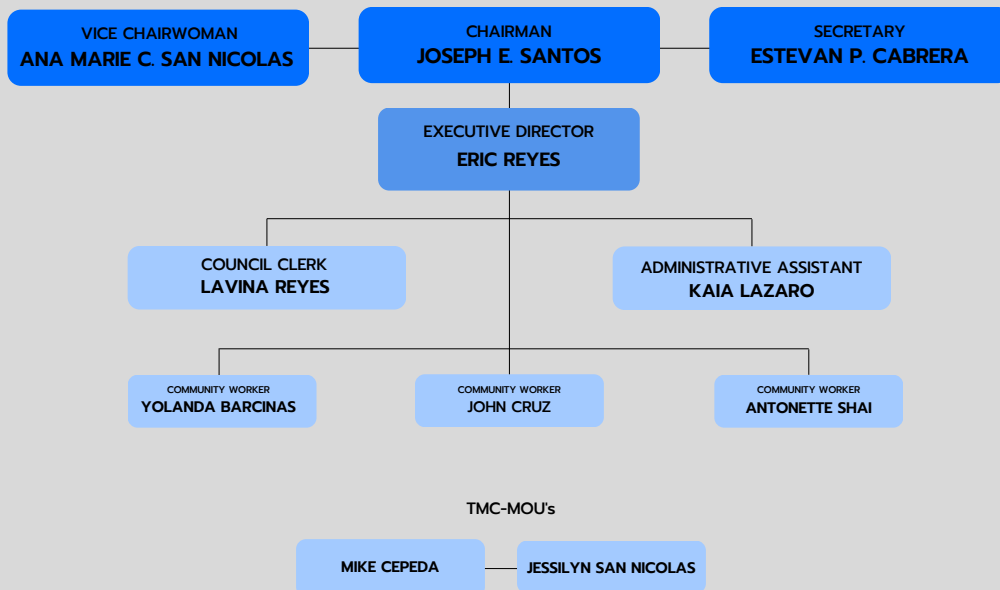 VICE CHAIRWOMAN
ANA MARIE C. SAN NICOLAS
CHAIRMAN
JOSEPH E. SANTOS
SECRETARY
ESTEVAN P. CABRERA
EXECUTIVE DIRECTOR
ERIC REYES
COUNCIL CLERK
LAVINA REYES
ADMINISTRATIVE ASSISTANT
KAIA LAZARO
COMMUNITY WORKER
YOLANDA BARCINAS
COMMUNITY WORKER
JOHN CRUZ
COMMUNITY WORKER
ANTONETTE SHAI
TMC-MOU's
MIKE CEPEDA
JESSILYN SAN NICOLAS